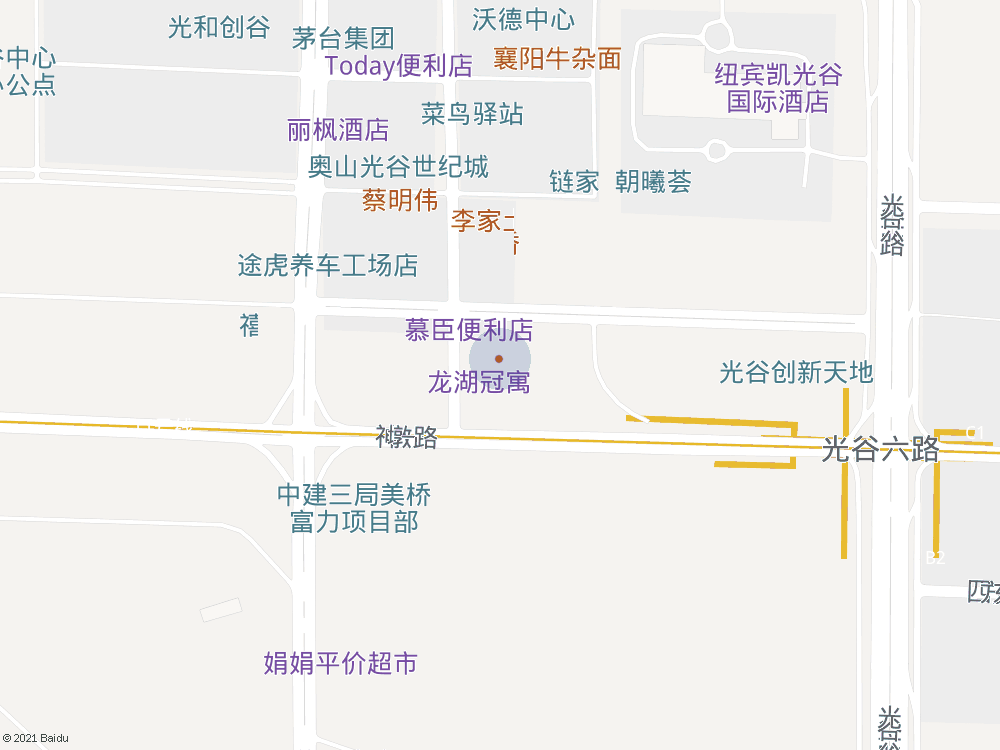 沃德中心
光和创谷
茅台集团
Today便利店
襄阳牛杂面
中心
公点
纽宾凯光谷
国际酒店
菜鸟驿站
丽枫酒店
奥山光谷世纪城
链家
朝曦荟
蔡明伟
李家
途虎养车工场店
慕臣便利店
光谷创新天地
龙湖冠寓
敦路
光谷六路
C1
中建三局美桥
富力项目部
B2
娟娟平价超市
© 2021 Baidu